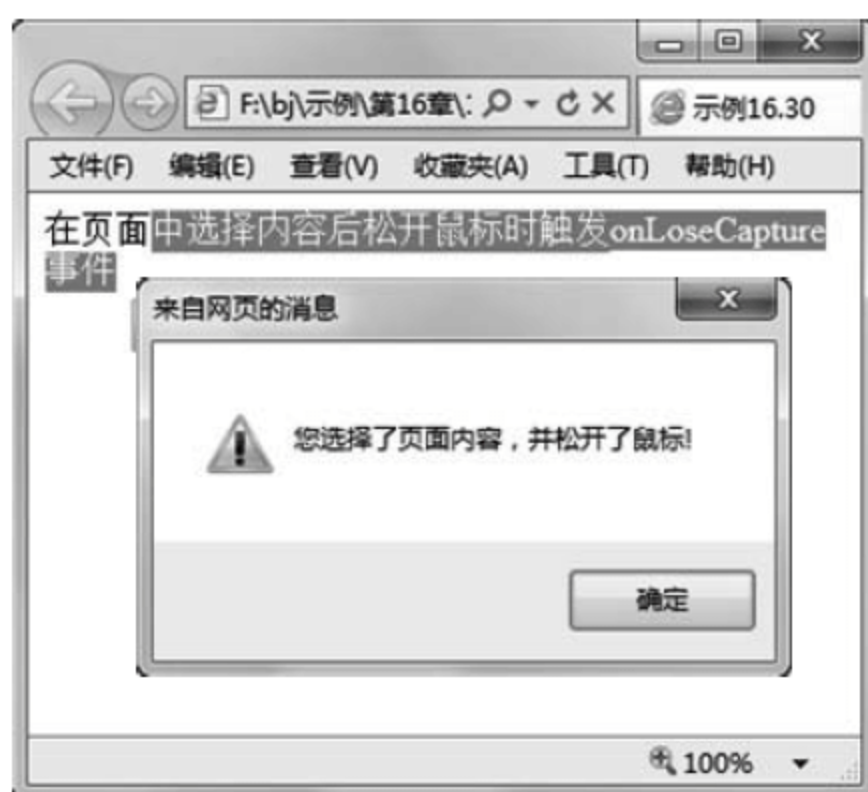 F:\bj\示例\第16章\:
示例16.30
文件(F) 编辑(E) 查看(V) 收藏夹(A) 工具(T) 帮助(H)
在页面中选择内容后松开鼠标时触发onLoseCapture
事件
来自网页的消息
您选择了页面内容，并松开了鼠标!
确定
100%